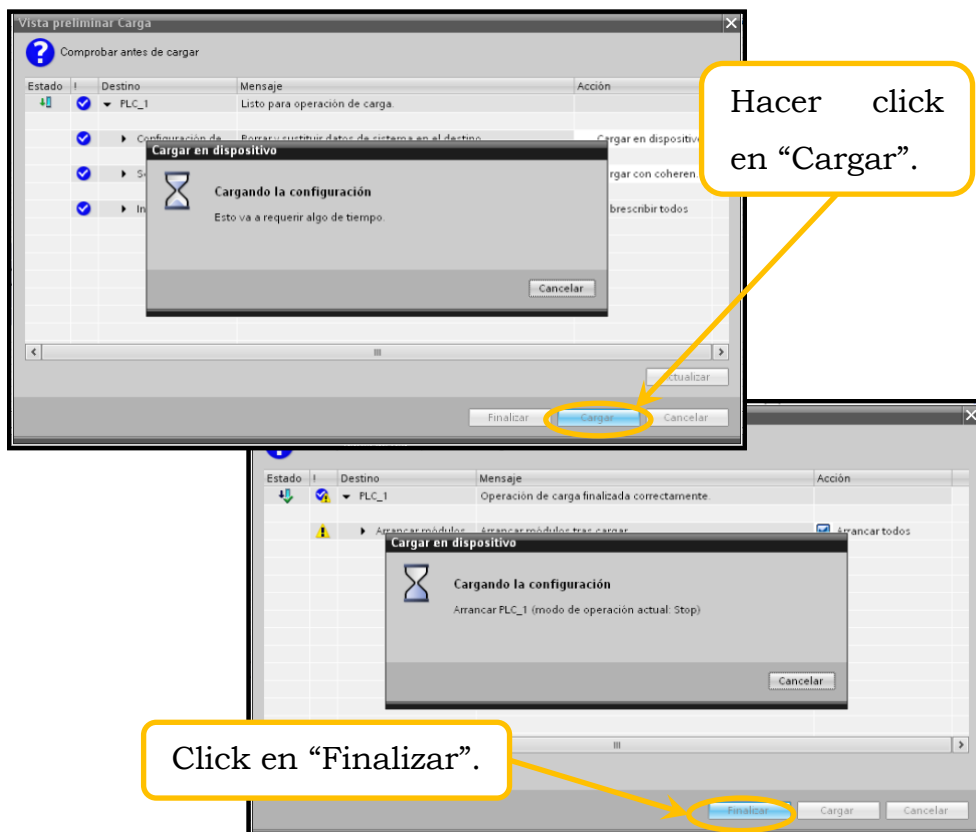 Vista preliminar Carga
Comprobar antes de cargar
Estado ! Destino Mensaje Acción
PLC_1 Listo para operación de carga.
Configuración de Borrar y sustituir datos de sistema en el destino Cargar en dispositiv
Cargar en dispositivo
Cargando la configuración
Esto va a requerir algo de tiempo.
Cancelar
rgar con coheren.
brescribir todos
Hacer click
en “Cargar”.
ctualizar
Finalizar Cargar Cancelar
Estado ! Destino Mensaje Acción
PLC_1 Operación de carga finalizada correctamente.
Arrancar módulos Arrancar módulos tras cargar. Arrancar todos
Cargar en dispositivo
Cargando la configuración
Arrancar PLC_1 (modo de operación actual: Stop)
Cancelar
Click en “Finalizar”.
Finalizar Cargar Cancelar